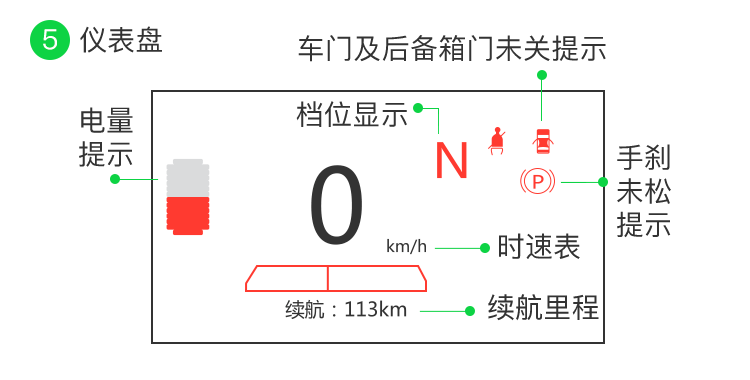 5 仪表盘
车门及后备箱门未关提示
电量
提示
档位显示
N
P
手刹
未松
提示
0
km/h
时速表
续航：113km
续航里程